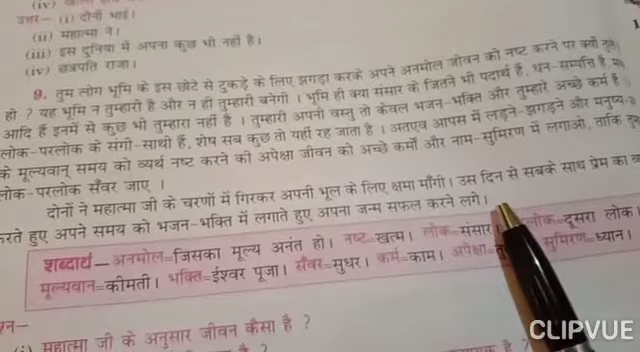 (iv)
उत्तर— (i) दोनों भाई।
(ii) महात्मा ने।
(iii) इस दुनिया में अपना कुछ भी नहीं है।
(iv) छत्रपति राजा।
9. तुम लोग भूमि के इस छोटे से टुकड़े के लिए झगड़ा करके अपने अनमोल जीवन को नष्ट करने पर क्यों तुले
हो ? यह भूमि न तुम्हारी है और न ही तुम्हारी बनेगी । भूमि ही क्या संसार के जितने भी पदार्थ हैं, धन-सम्पत्ति है,
आदि हैं इनमें से कुछ भी तुम्हारा नहीं है । तुम्हारी अपनी वस्तु तो केवल भजन-भक्ति और तुम्हारे अच्छे कर्म हैं
लोक-परलोक के संगी-साथी हैं, शेष सब कुछ तो यहीं रह जाता है । अतएव आपस में लड़ने-झगड़ने और मनुष्य-
के मूल्यवान् समय को व्यर्थ नष्ट करने की अपेक्षा जीवन को अच्छे कर्मों और नाम-सुमिरण में लगाओ, ताकि
लोक-परलोक सँवर जाए ।
दोनों ने महात्मा जी के चरणों में गिरकर अपनी भूल के लिए क्षमा माँगी। उस दिन से सबके साथ प्रेम का
करते हुए अपने समय को भजन-भक्ति में लगाते हुए अपना जन्म सफल करने लगे।
शब्दार्थ—अनमोल=जिसका मूल्य अनंत हो। नष्ट=खत्म। लोक=संसार। लोक=दूसरा लोक।
मूल्यवान=कीमती। भक्ति=ईश्वर पूजा। सँवर=सुधर। कर्म=काम। अपेक्षा= सुमिरण=ध्यान।
(i) महात्मा जी के अनुसार जीवन कैसा है ?
CLIPVUE